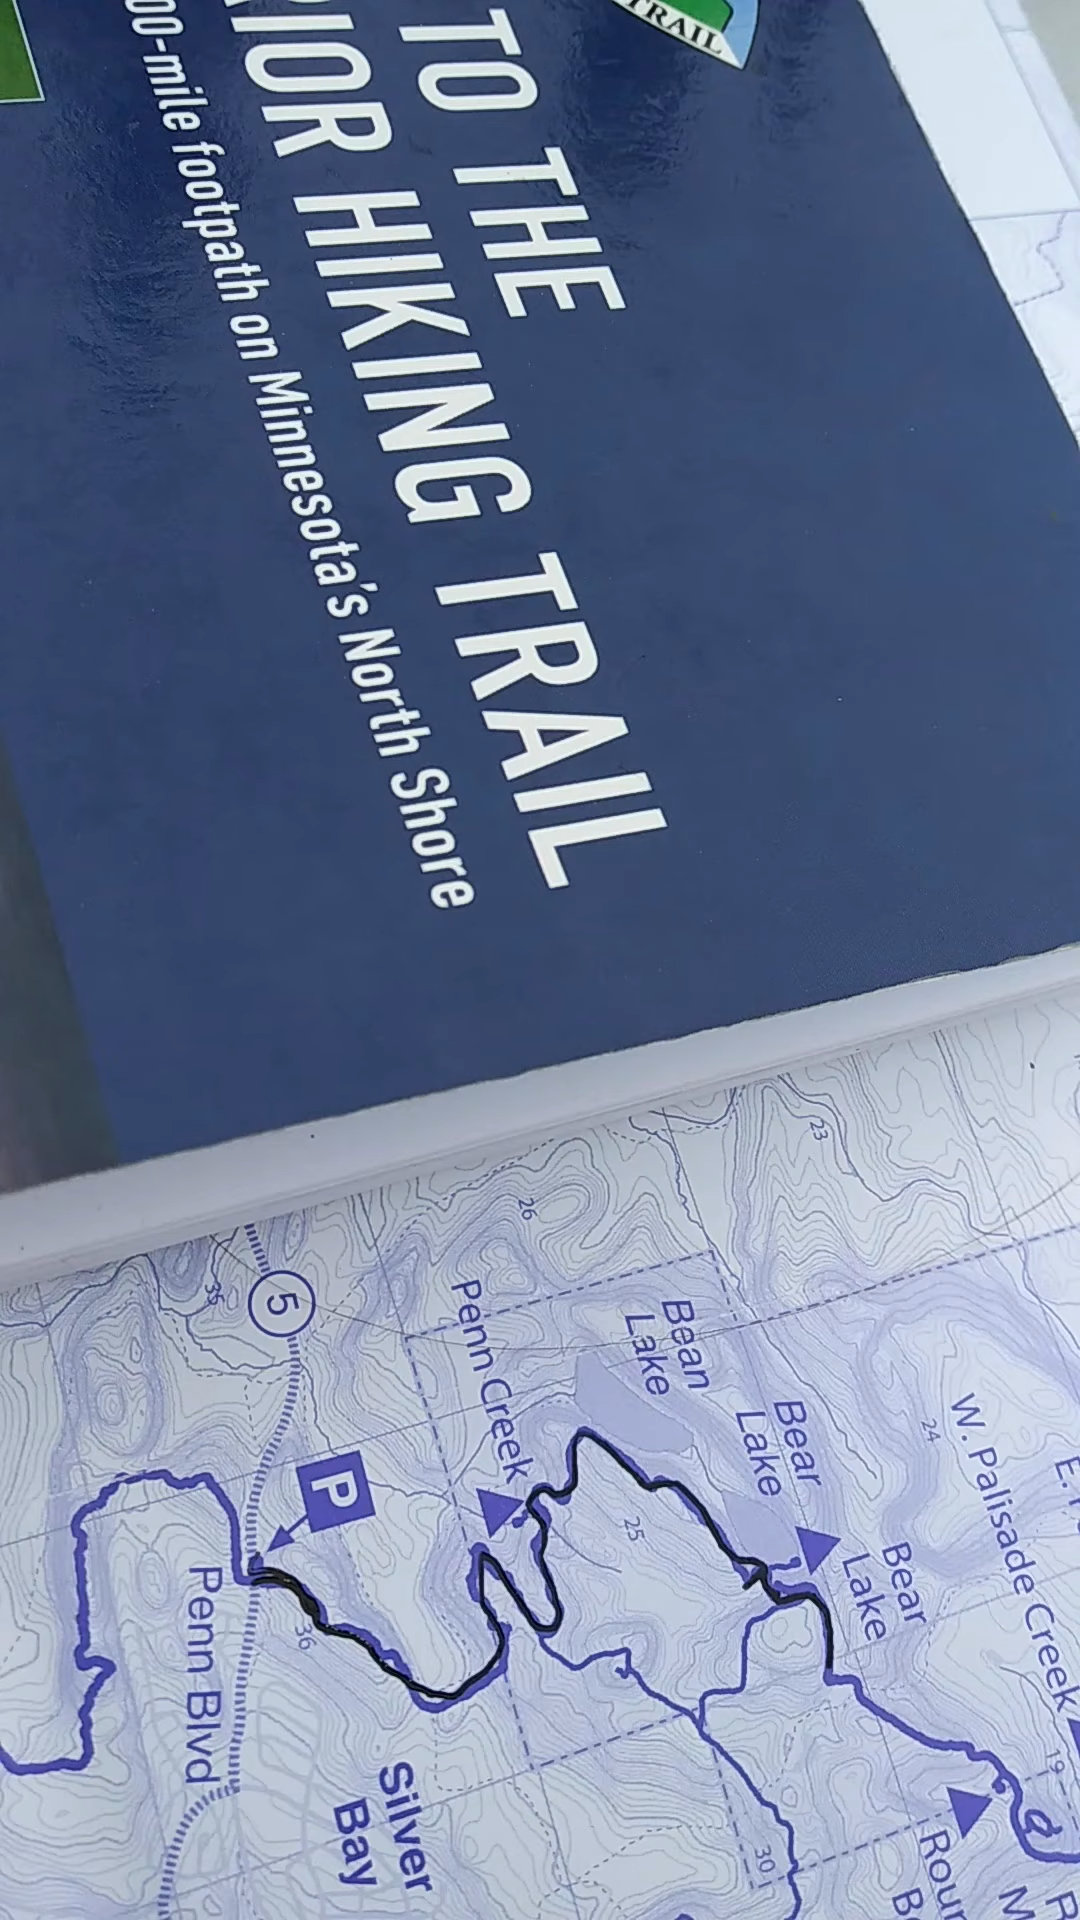 TRAIL
TO THE
RIOR HIKING TRAIL
00-mile footpath on Minnesota's North Shore
23
26
35
5
Penn Creek
Bean
Lake
Bear
Lake
24
W. Palisade Creek
25
P
Bear
Lake
36
Penn Blvd
19
Silver
Bay
30